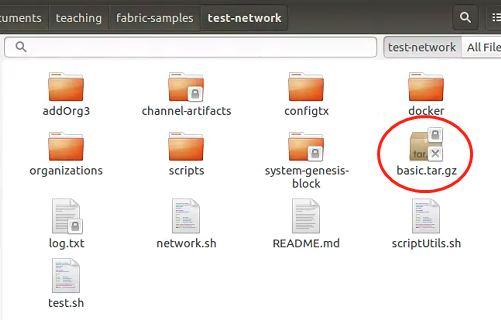 cuments teaching fabric-samples test-network
test-network All File
addOrg3 channel-artifacts configtx docker
tar.
organizations scripts system-genesis-block basic.tar.gz
log.txt network.sh README.md scriptUtils.sh
test.sh